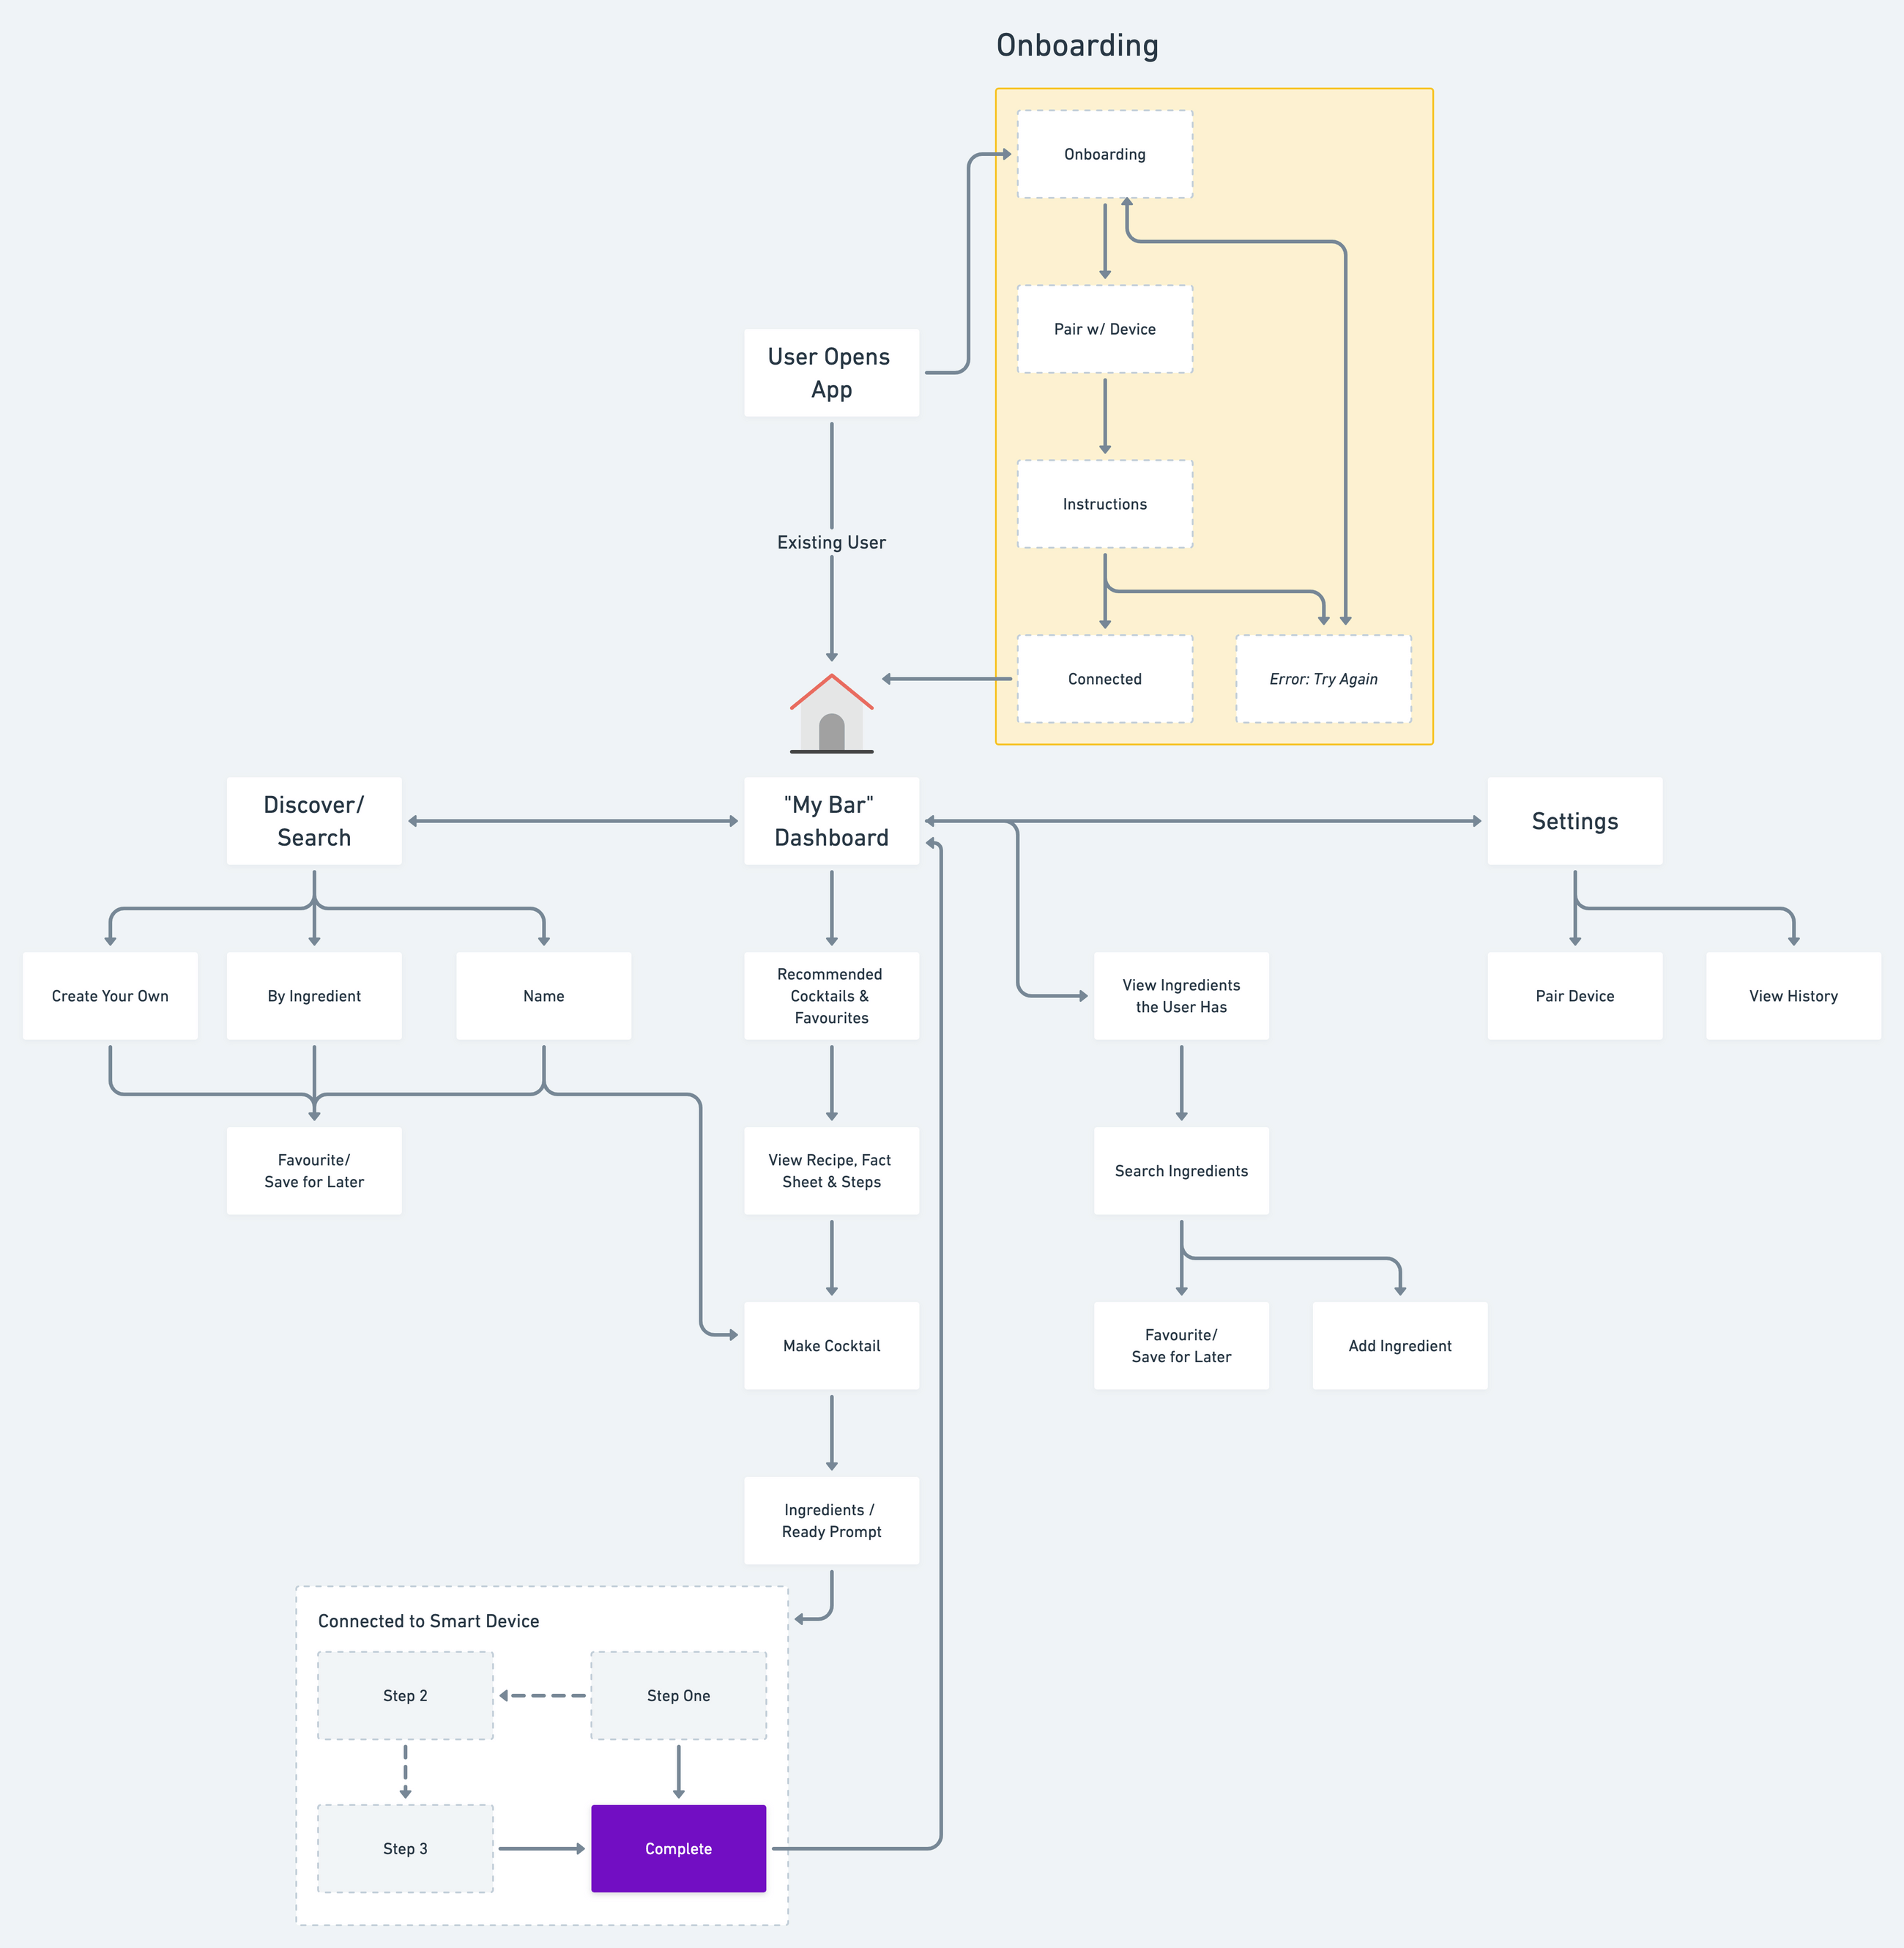 Onboarding
Onboarding
Pair w/ Device
User Opens
App
Instructions
Existing User
Connected
Error: Try Again
Discover/
Search
"My Bar"
Dashboard
Settings
Create Your Own
By Ingredient
Name
Recommended
Cocktails &
Favourites
View Ingredients
the User Has
Pair Device
View History
Favourite/
Save for Later
View Recipe, Fact
Sheet & Steps
Search Ingredients
Make Cocktail
Favourite/
Save for Later
Add Ingredient
Ingredients /
Ready Prompt
Connected to Smart Device
Step 2
Step One
Step 3
Complete